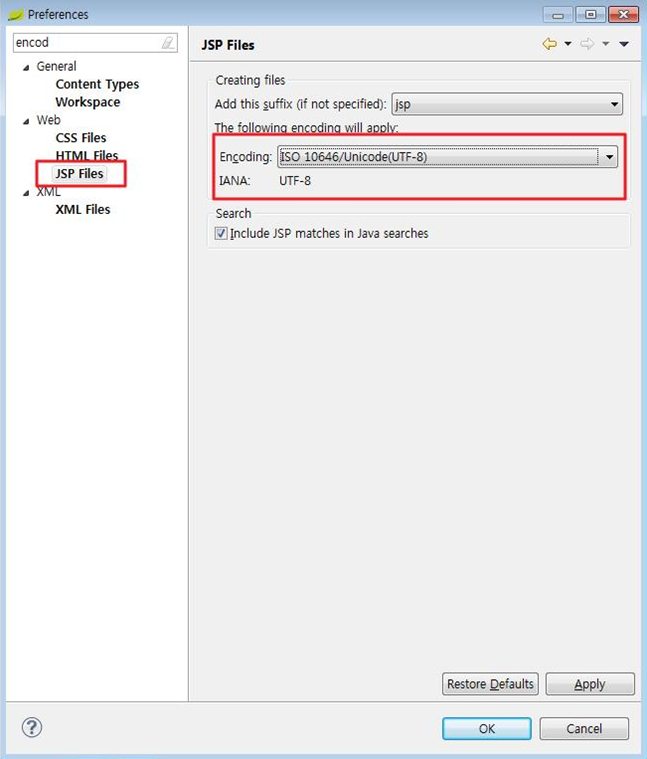 Preferences
encod
General
Content Types
Workspace
Web
CSS Files
HTML Files
JSP Files
XML
XML Files
JSP Files
Creating files
Add this suffix (if not specified): jsp
The following encoding will apply:
Encoding: ISO 10646/Unicode(UTF-8)
IANA: UTF-8
Search
Include JSP matches in Java searches
Restore Defaults Apply
? OK Cancel